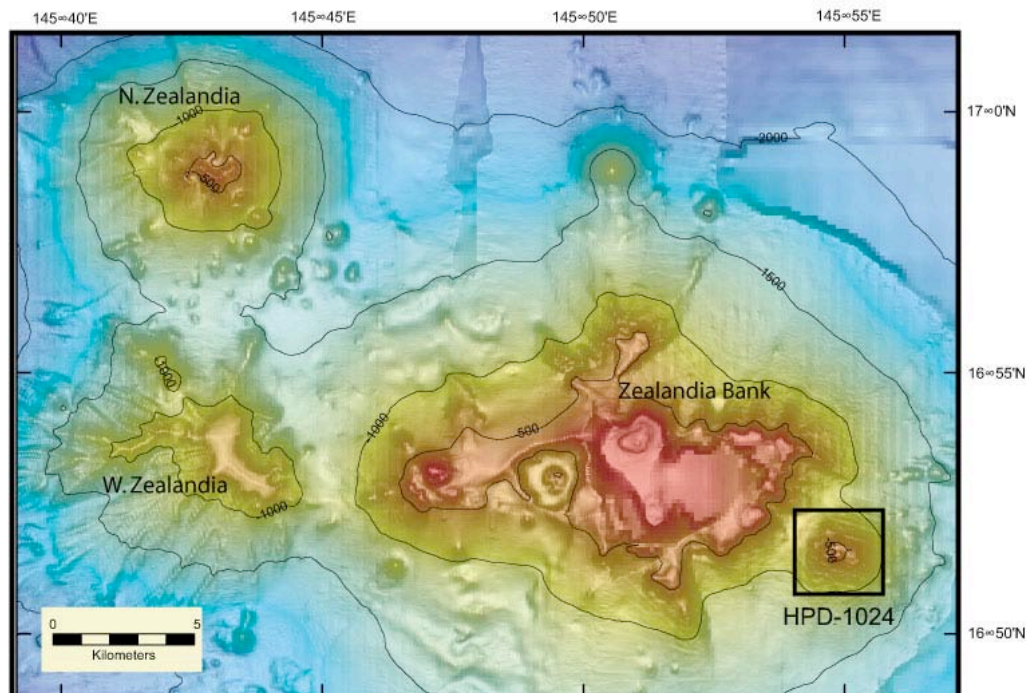 145∞40'E
145∞45'E
145∞50'E
145∞55'E
N. Zealandia
-1000
-500
-2000
17∞0'N
1500
-1000
16∞55'N
Zealandia Bank
-1000
-500
W. Zealandia
-1000
-500
HPD-1024
16∞50'N
0 5
Kilometers